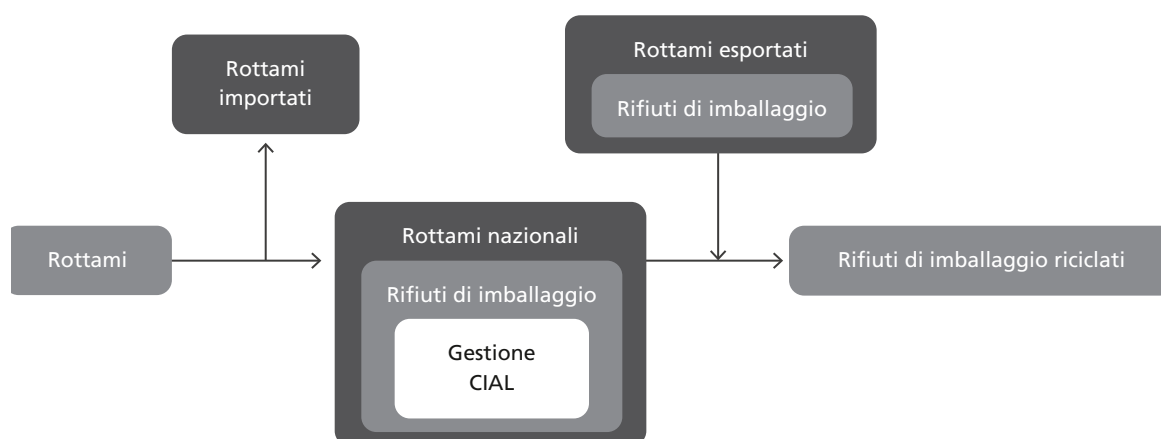 Rottami
importati
Rottami esportati
Rifiuti di imballaggio
Rottami
Rottami nazionali
Rifiuti di imballaggio
Gestione
CIAL
Rifiuti di imballaggio riciclati